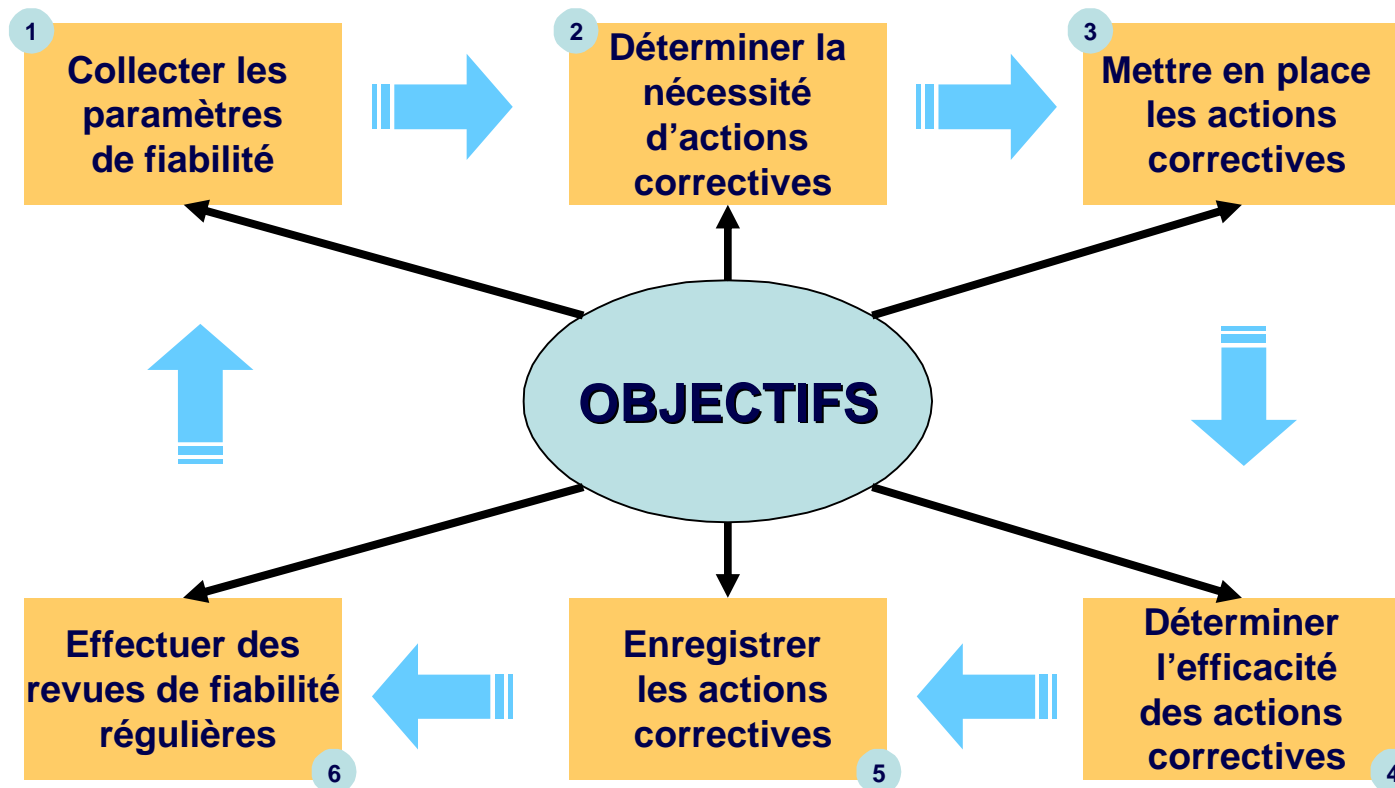 1
Collecter les
paramètres
de fiabilité
2
Déterminer la
nécessité
d’actions
correctives
3
Mettre en place
les actions
correctives
OBJECTIFS
Effectuer des
revues de fiabilité
régulières
6
Enregistrer
les actions
correctives
5
Déterminer
l’efficacité
des actions
correctives
4